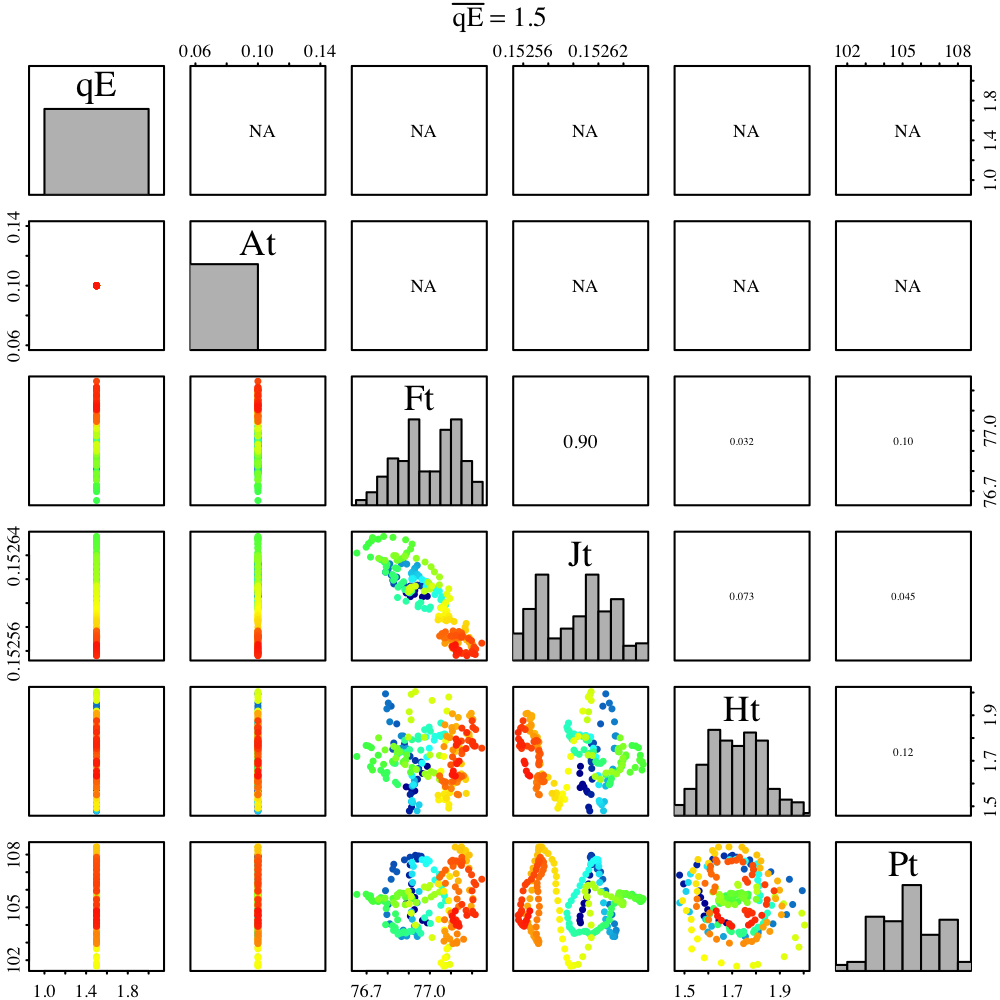 qE = 1.5
0.06 0.10 0.14 0.15256 0.15262 102 105 108
qE NA NA NA NA NA 1.0 1.4 1.8
0.06 0.10 0.14 At NA NA NA NA
Ft 0.90 0.032 0.10 76.7 77.0
0.15256 0.15264 Jt 0.073 0.045
Ht 0.12 1.5 1.7 1.9
102 105 108 Pt
1.0 1.4 1.8 76.7 77.0 1.5 1.7 1.9